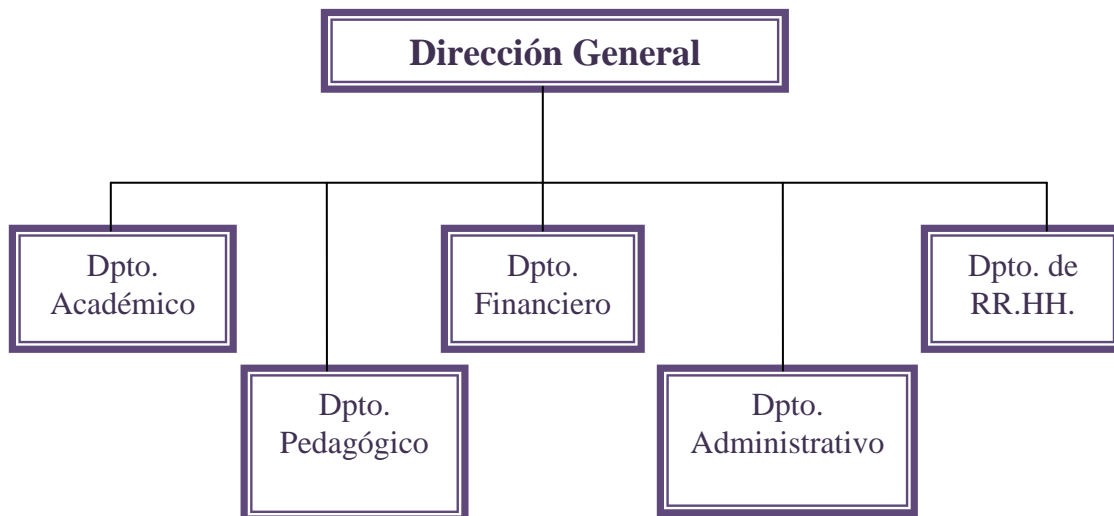 Dirección General
Dpto.
Académico
Dpto.
Financiero
Dpto. de
RR.HH.
Dpto.
Pedagógico
Dpto.
Administrativo